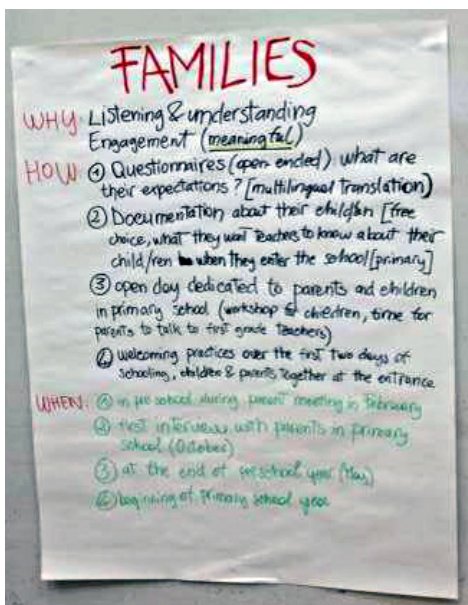 FAMILIES
WHY: Listening & understanding
Engagement (meaningful)
HOW: ① Questionnaires (open ended): what are
their expectations? [multilingual translation)
② Documentation about their child/ren [free
choice, what they want teachers to know about their
child/ren when they enter the school [primary]
③ open day dedicated to parents and children
in primary school (workshop children, time for
parents to talk to first grade teachers)
④ welcoming practices over the first two days of
schooling, children & parents together at the entrance
WHEN: ① in pre school during parent meeting in February
② first interview with parents in primary
school (October)
③ at the end of preschool year (May)
④ beginning of primary school year